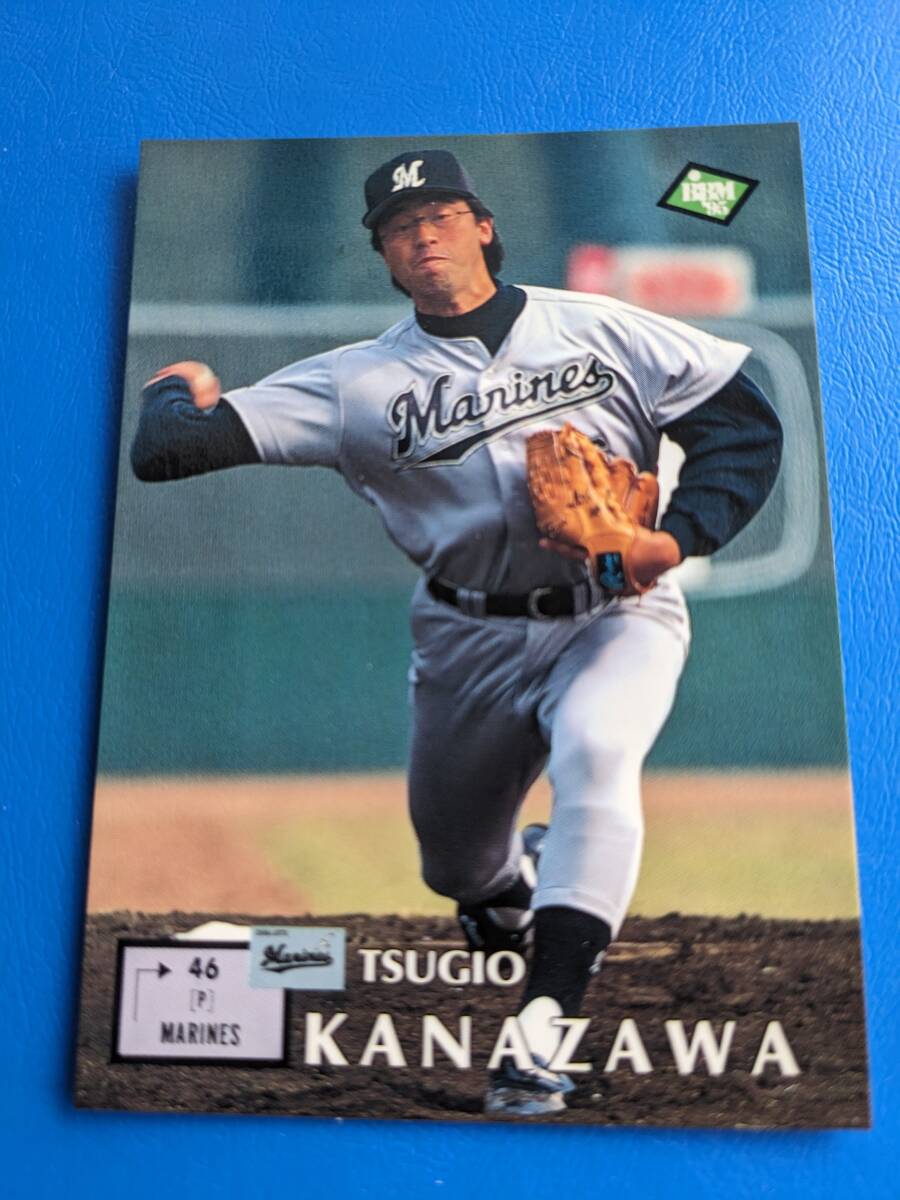 M
BBM
'95
Marines
46
[P]
MARINES
Marines
TSUGIO
KANAZAWA